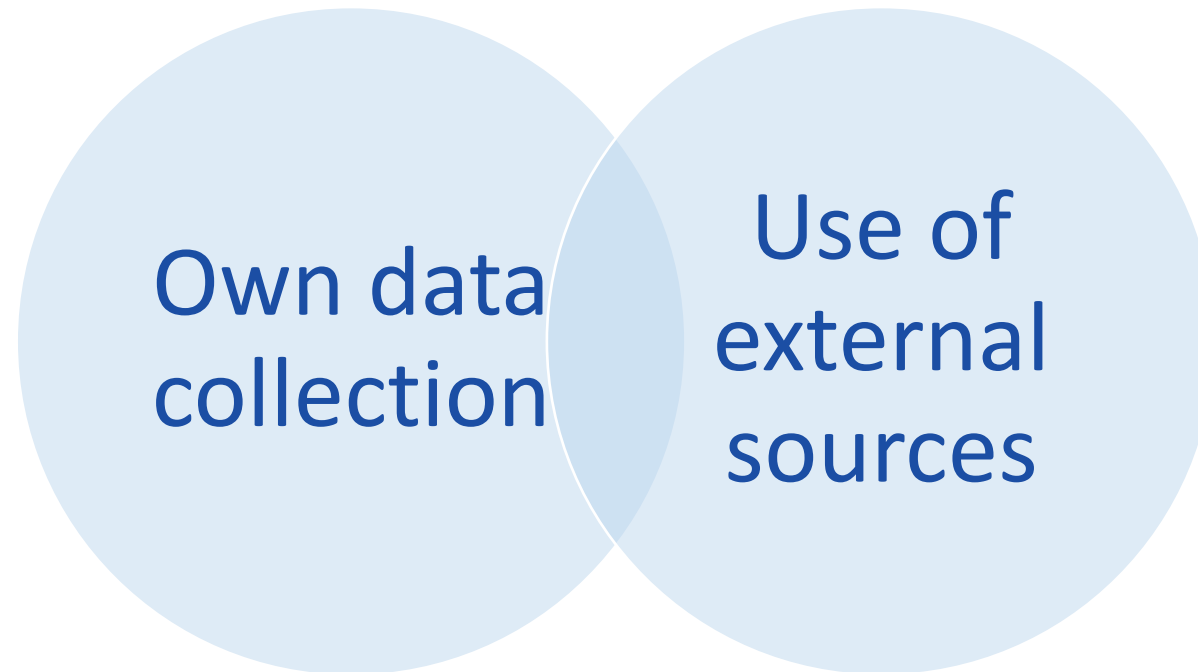 Own data
collection
Use of
external
sources